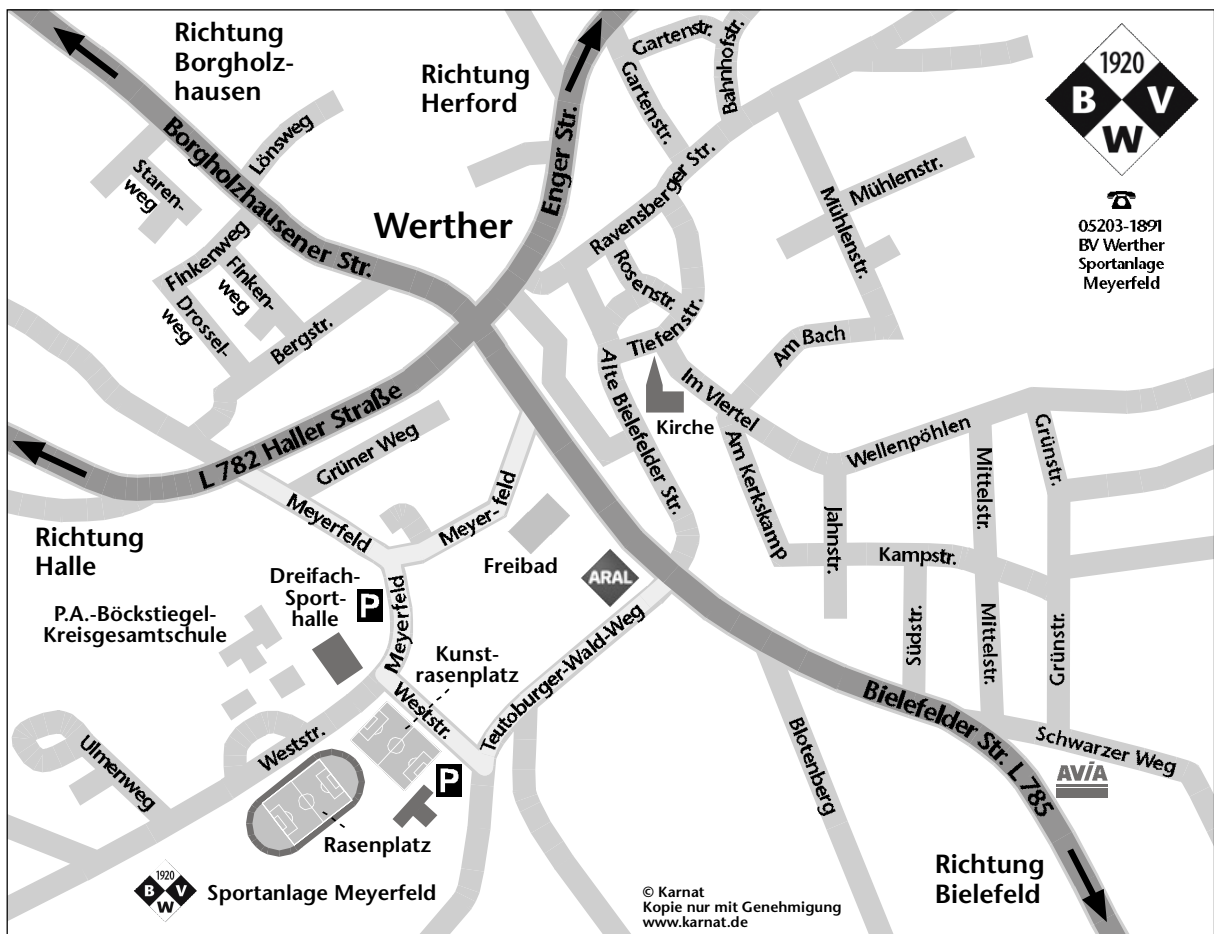 Richtung
Borgholz-
hausen
Richtung
Herford
Gartenstr.
Bahnhofstr.
Gartenstr.
1920
B V
W
05203-1891
BV Werther
Sportanlage
Meyerfeld
Lönsweg
Borgholzhausener Str.
Enger Str.
Staren-
weg
Ravensberger Str.
Mühlenstr.
Mühlenstr.
Werther
Finkenweg
Finken-
weg
Drossel-
weg
Bergstr.
Rosenstr.
Tiefenstr.
Am Bach
Alte Bielefelder Str.
Im Viertel
Kirche
L 782 Haller Straße
Grüner Weg
Am Kerkskamp
Wellenpöhlen
Grünstr.
Mittelstr.
Meyerfeld
Meyer-feld
Jahnstr.
Kampstr.
Richtung
Halle
Freibad
ARAL
Dreifach-
Sport-
halle
P
Meyerfeld
P.A.-Böckstiegel-
Kreisgesamtschule
Südstr.
Mittelstr.
Grünstr.
Kunst-
rasenplatz
Teutoburger-Wald-Weg
Weststr.
Weststr.
Ulmenweg
Bielefelder Str. L 785
Blotenberg
Schwarzer Weg
AVIA
P
Rasenplatz
1920
B V
W
Sportanlage Meyerfeld
Richtung
Bielefeld
© Karnat
Kopie nur mit Genehmigung
www.karnat.de